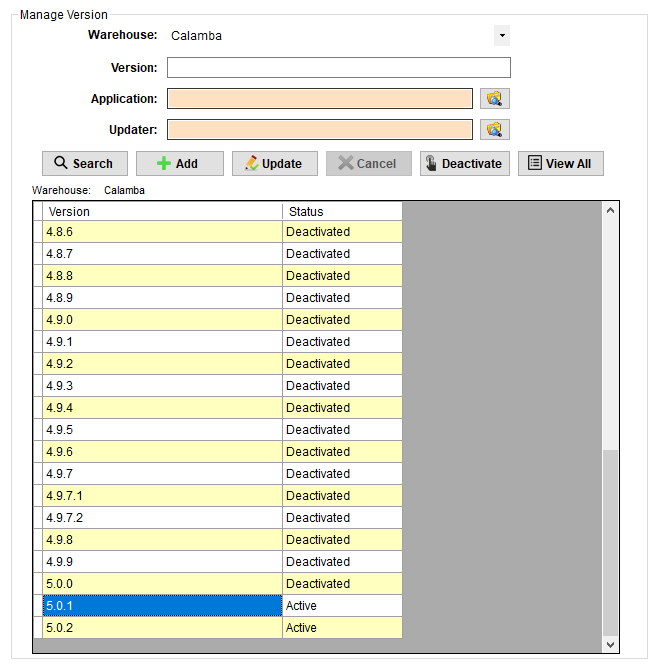 Manage Version
Warehouse: Calamba
Version:
Application:
Updater:
Search Add Update Cancel Deactivate View All
Warehouse: Calamba
Version Status
4.8.6 Deactivated
4.8.7 Deactivated
4.8.8 Deactivated
4.8.9 Deactivated
4.9.0 Deactivated
4.9.1 Deactivated
4.9.2 Deactivated
4.9.3 Deactivated
4.9.4 Deactivated
4.9.5 Deactivated
4.9.6 Deactivated
4.9.7 Deactivated
4.9.7.1 Deactivated
4.9.7.2 Deactivated
4.9.8 Deactivated
4.9.9 Deactivated
5.0.0 Deactivated
5.0.1 Active
5.0.2 Active